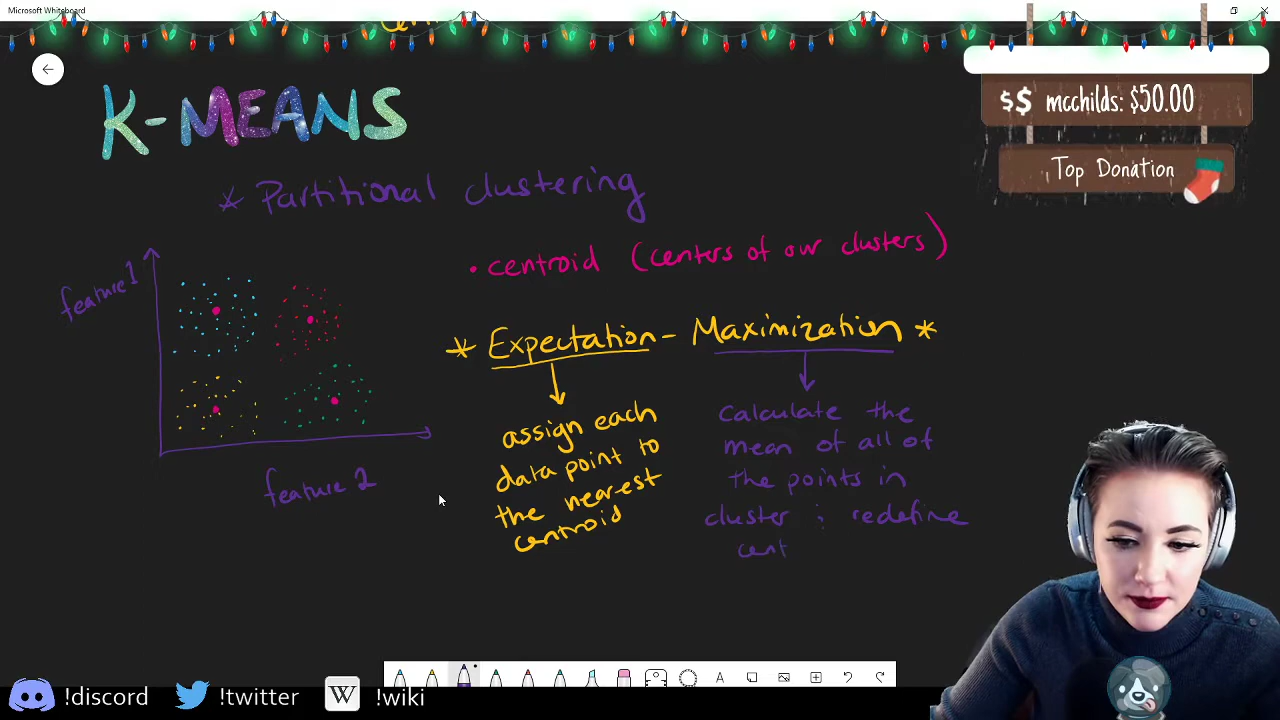 Microsoft Whiteboard
K-MEANS
$$ mcchilds: $50.00
Top Donation
* Partitional clustering
• centroid (centers of our clusters)
feature 1
feature 2
* Expectation - Maximization *
assign each
data point to
the nearest
centroid
calculate the
mean of all of
the points in
cluster ; redefine
cent
A
!discord
!twitter
W !wiki